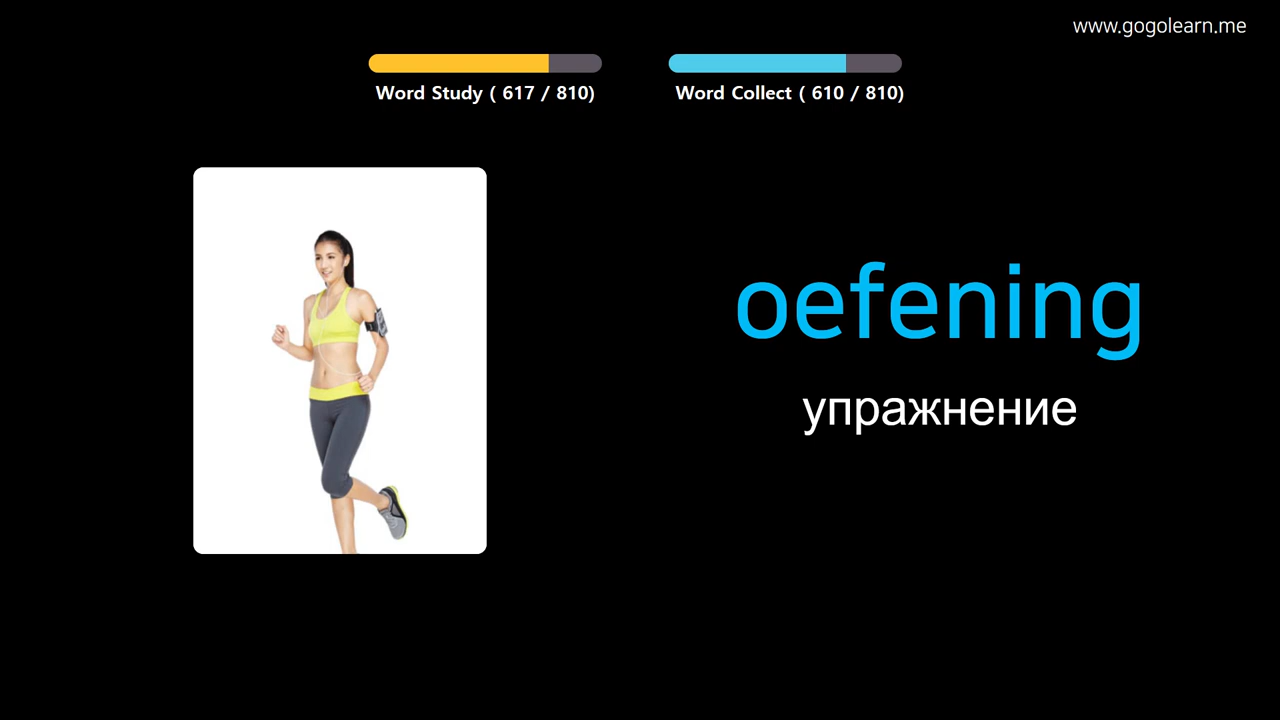 www.gogolearn.me
Word Study ( 617 / 810)
Word Collect ( 610 / 810)
oefening
упражнение